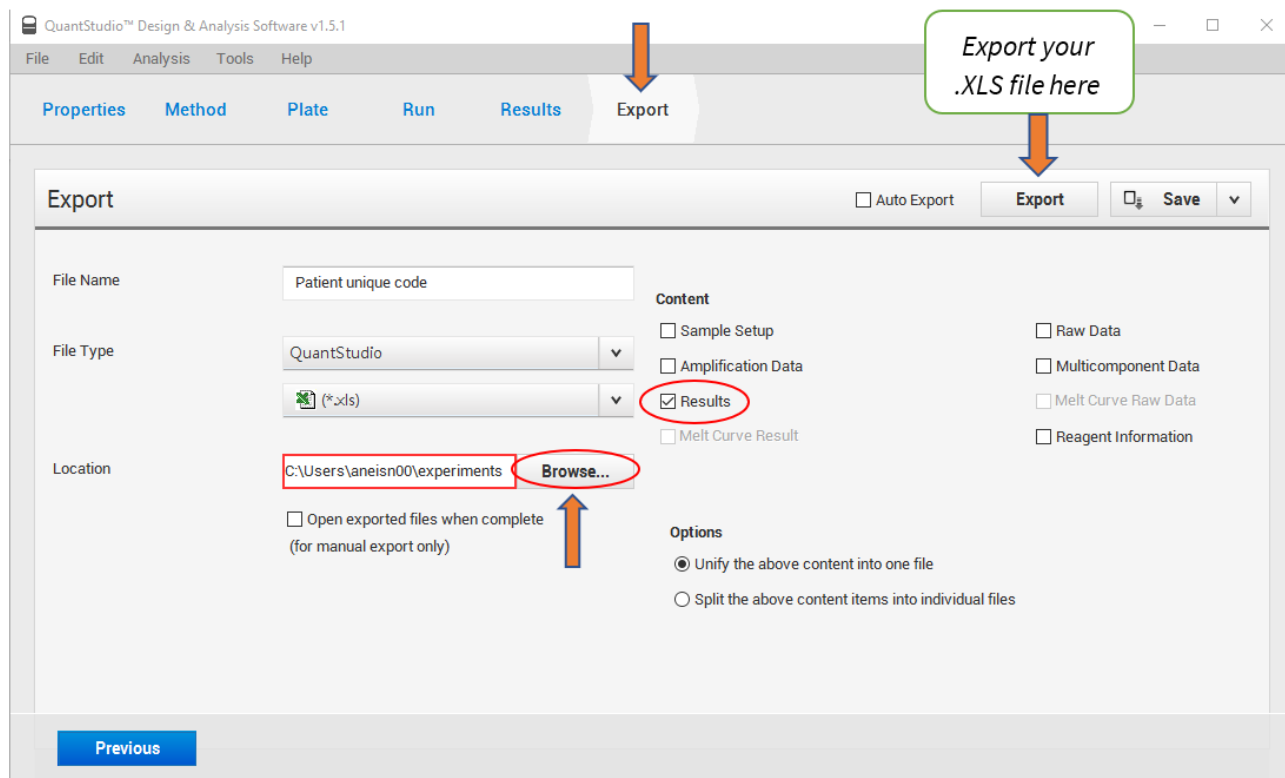 QuantStudio™ Design & Analysis Software v1.5.1
File Edit Analysis Tools Help
Export your
.XLS file here
Properties Method Plate Run Results Export
Export
Auto Export Export Save
File Name Patient unique code
Content
Sample Setup Raw Data
File Type QuantStudio
Amplification Data Multicomponent Data
(*.xls)
Results Melt Curve Raw Data
Melt Curve Result Reagent Information
Location C:\Users\aneisn00\experiments Browse...
Open exported files when complete
(for manual export only)
Options
Unify the above content into one file
Split the above content items into individual files
Previous